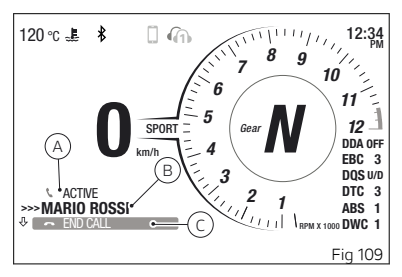 120 °C
1
12:34
PM
8
9
7
10
6
11
5
12
4
3
2
1
RPM X 1000
Gear
N
SPORT
0
km/h
DDA OFF
EBC 3
DQS U/D
DTC 3
ABS 1
DWC 1
A
ACTIVE
B
>>>MARIO ROSSI
C
END CALL
Fig 109